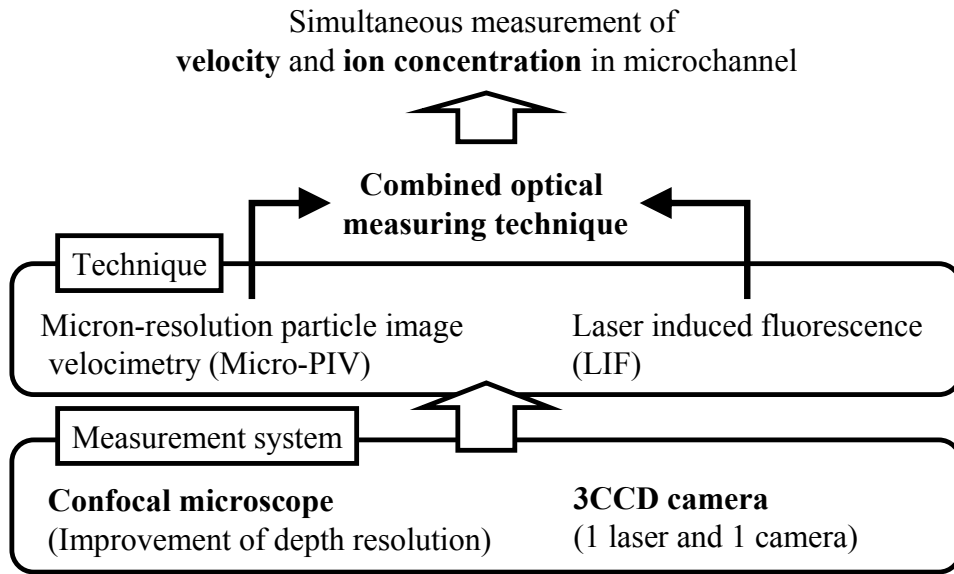 Simultaneous measurement of
velocity and ion concentration in microchannel
Combined optical
measuring technique
Technique
Micron-resolution particle image
velocimetry (Micro-PIV)
Laser induced fluorescence
(LIF)
Measurement system
Confocal microscope
(Improvement of depth resolution)
3CCD camera
(1 laser and 1 camera)